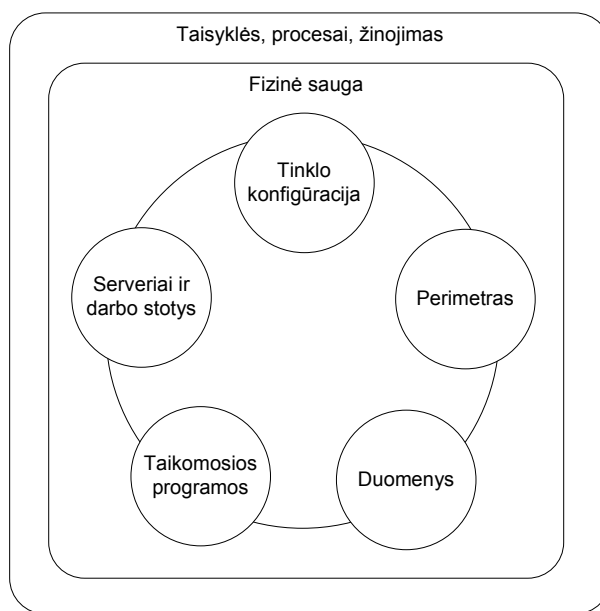 Taisyklės, procesai, žinojimas
Fizinė sauga
Tinklo
konfigūracija
Serveriai ir
darbo stotys
Perimetras
Taikomosios
programos
Duomenys